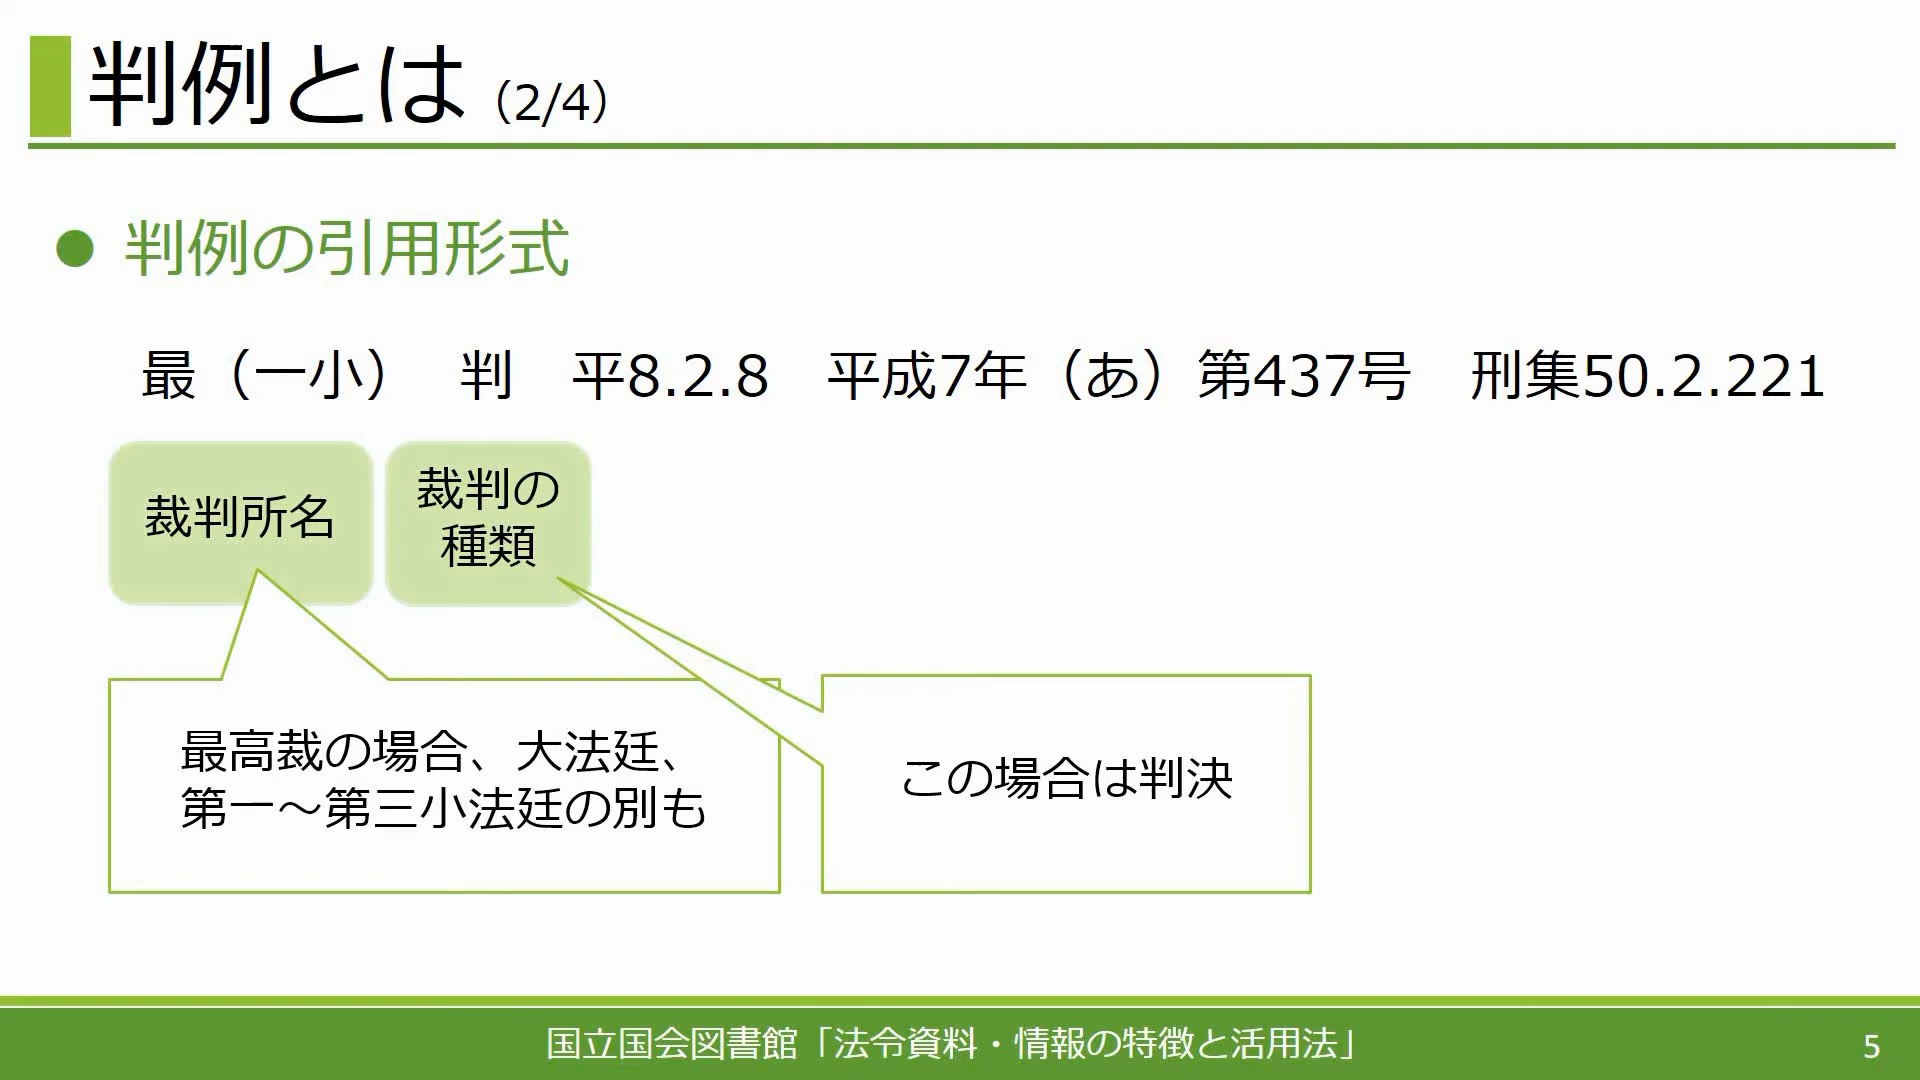 判例とは（2/4）
判例の引用形式
最（一小） 判 平8.2.8 平成7年（あ）第437号 刑集50.2.221
裁判所名
裁判の
種類
最高裁の場合、大法廷、
第一～第三小法廷の別も
この場合は判決
国立国会図書館「法令資料・情報の特徴と活用法」
5